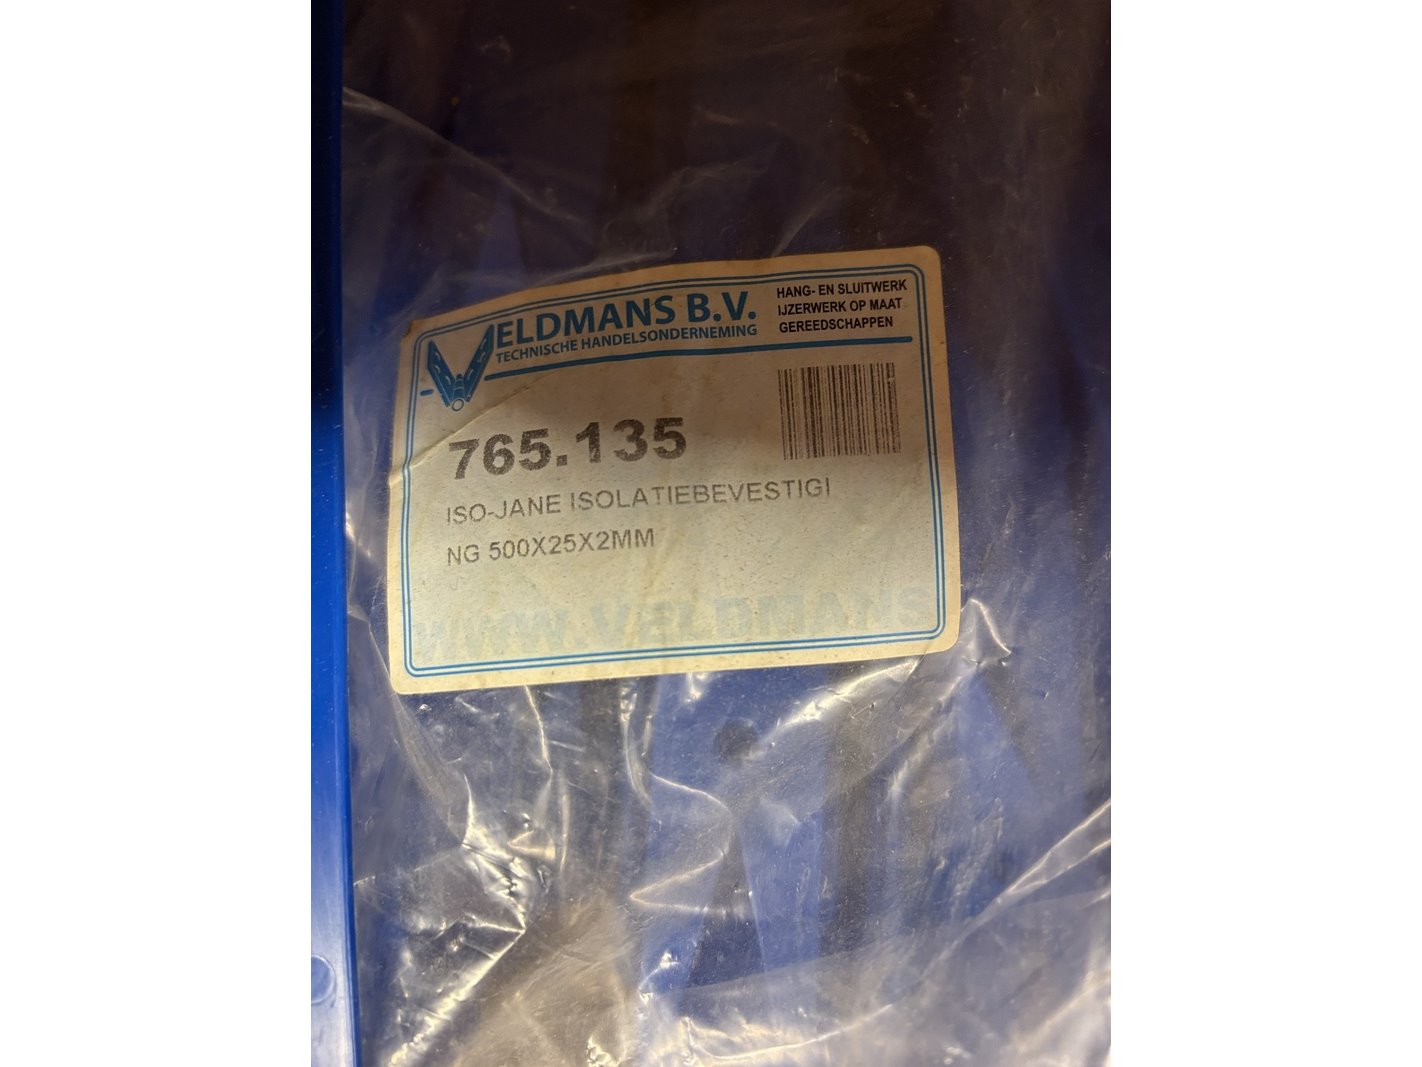 VELDMANS B.V.
TECHNISCHE HANDELSONDERNEMING
HANG- EN SLUITWERK
IJZERWERK OP MAAT
GEREEDSCHAPPEN
765.135
ISO-JANE ISOLATIEBEVESTIGI
NG 500X25X2MM
WWW.VELDMANS